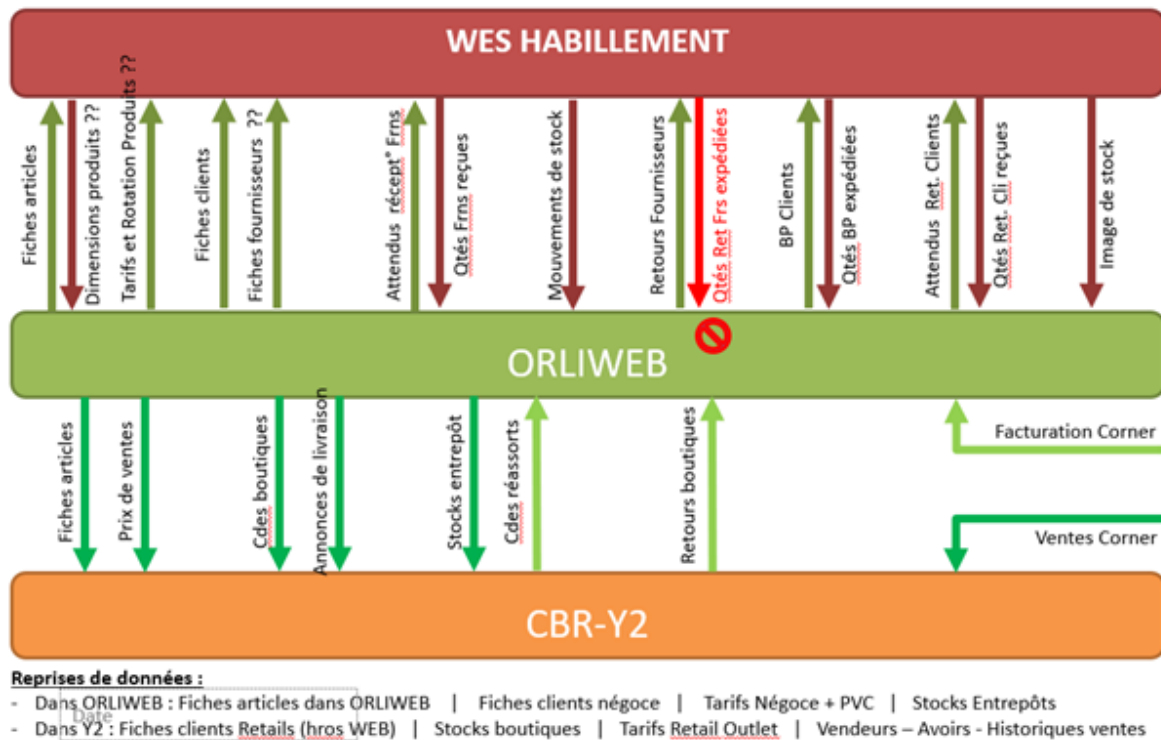 WES HABILLEMENT
Fiches articles
Dimensions produits ??
Tarifs et Rotation Produits ??
Fiches clients
Fiches fournisseurs ??
Attendus récept° Frns
Qtés Frns reçues
Mouvements de stock
Retours Fournisseurs
Qtés Ret Frs expédiées
BP Clients
Qtés BP expédiées
Attendus Ret. Clients
Qtés Ret. Cli reçues
Image de stock
ORLIWEB
Fiches articles
Prix de ventes
Cdes boutiques
Annonces de livraison
Stocks entrepôt
Cdes réassorts
Retours boutiques
Facturation Corner
Ventes Corner
CBR-Y2
Reprises de données :
- Dans ORLIWEB : Fiches articles dans ORLIWEB | Fiches clients négoce | Tarifs Négoce + PVC | Stocks Entrepôts
Date
- Dans Y2 : Fiches clients Retails (hros WEB) | Stocks boutiques | Tarifs Retail Outlet | Vendeurs – Avoirs - Historiques ventes